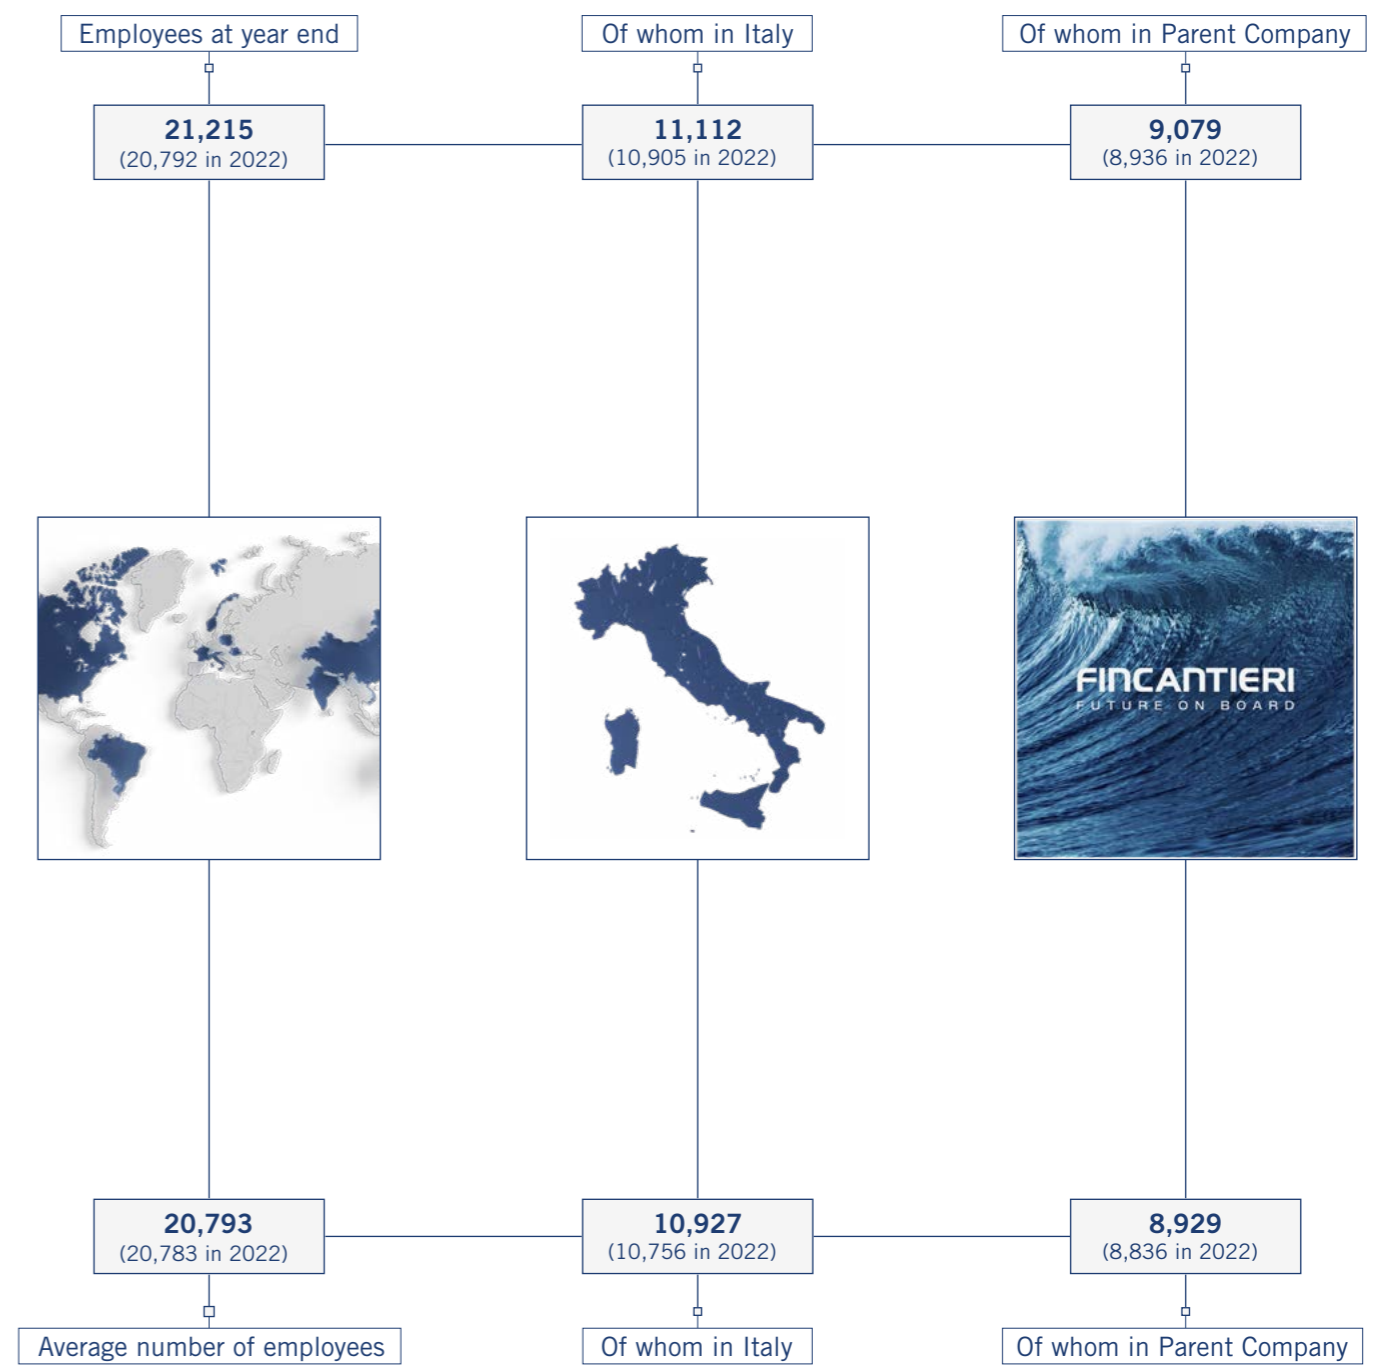 Employees at year end
Of whom in Italy
Of whom in Parent Company
21,215
(20,792 in 2022)
11,112
(10,905 in 2022)
9,079
(8,936 in 2022)
FINCANTIERI
FUTURE ON BOARD
20,793
(20,783 in 2022)
10,927
(10,756 in 2022)
8,929
(8,836 in 2022)
Average number of employees
Of whom in Italy
Of whom in Parent Company